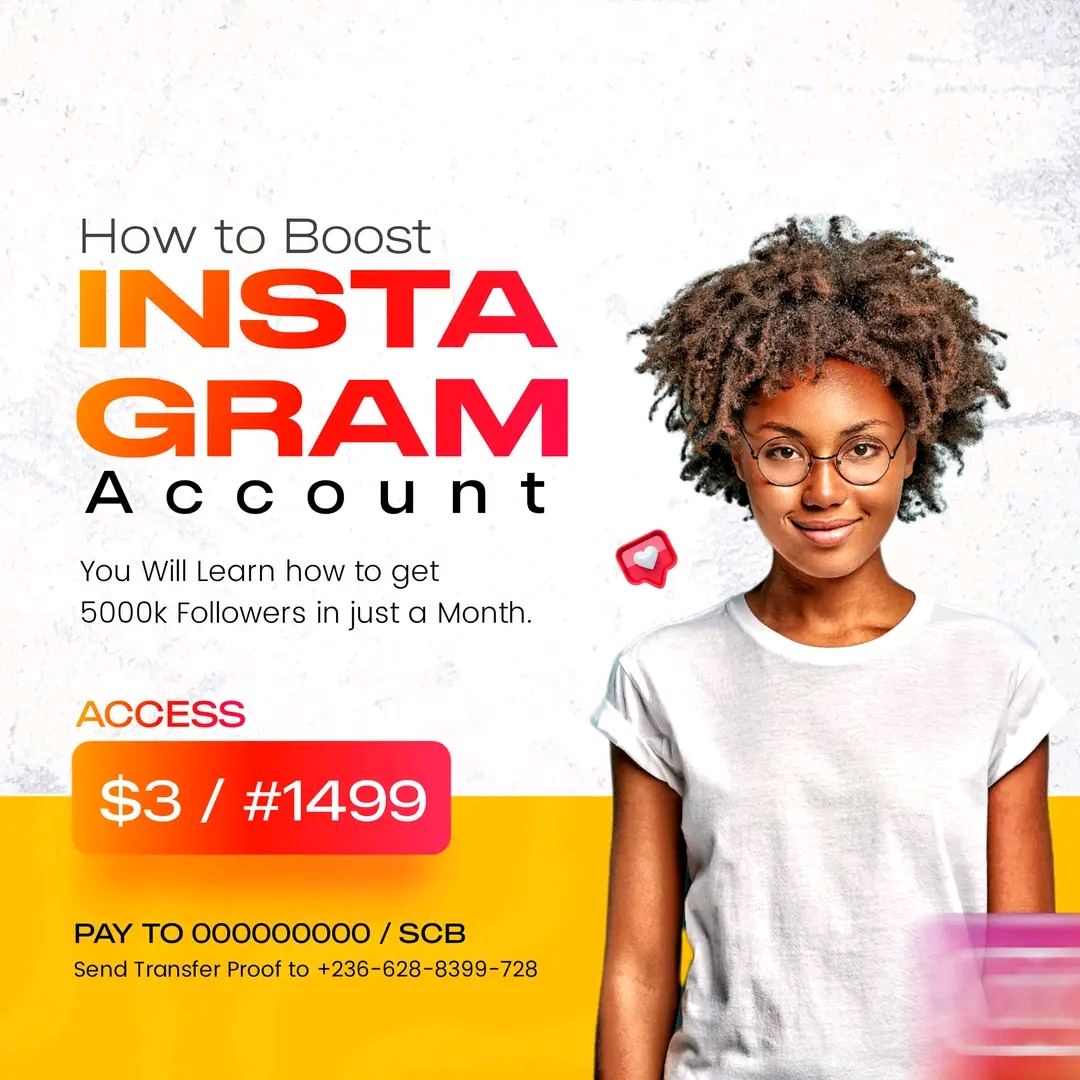 How to Boost
INSTA
GRAM
Account
You Will Learn how to get
5000k Followers in just a Month.
ACCESS
$3 / #1499
PAY TO 000000000 / SCB
Send Transfer Proof to +236-628-8399-728